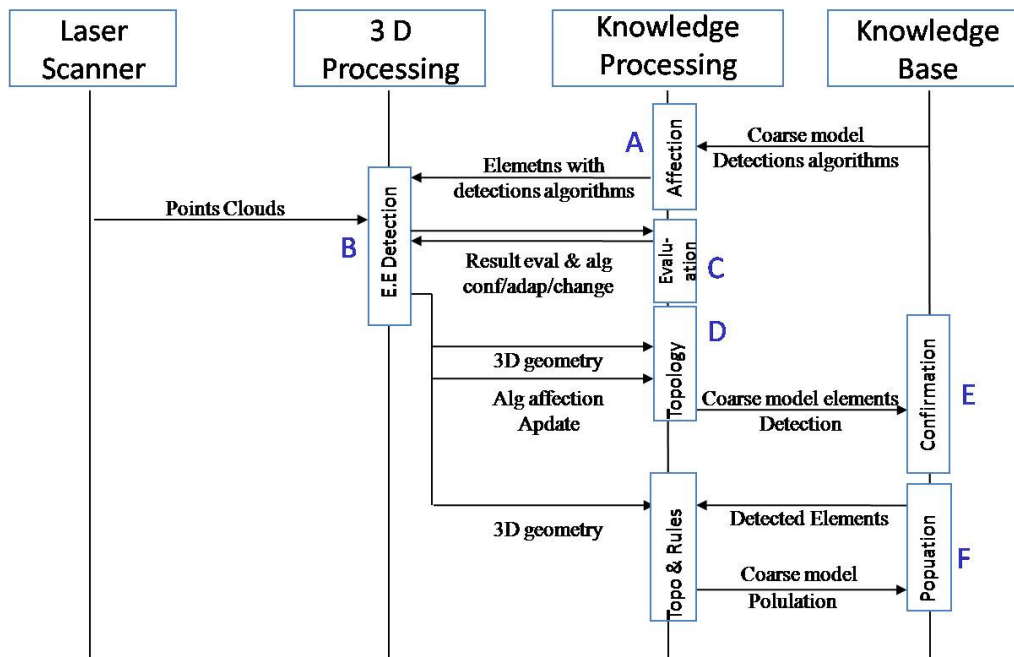 Laser
Scanner
3 D
Processing
Knowledge
Processing
Knowledge
Base
A
Affection
Coarse model
Detections algorithms
Elemetns with
detections algorithms
Points Clouds
B
E.E Detection
Result eval & alg
conf/adap/change
Evalu-
ation
C
D
Topology
3D geometry
Alg affection
Apdate
Coarse model elements
Detection
Confirmation
E
3D geometry
Topo & Rules
Detected Elements
Popuation
F
Coarse model
Polulation